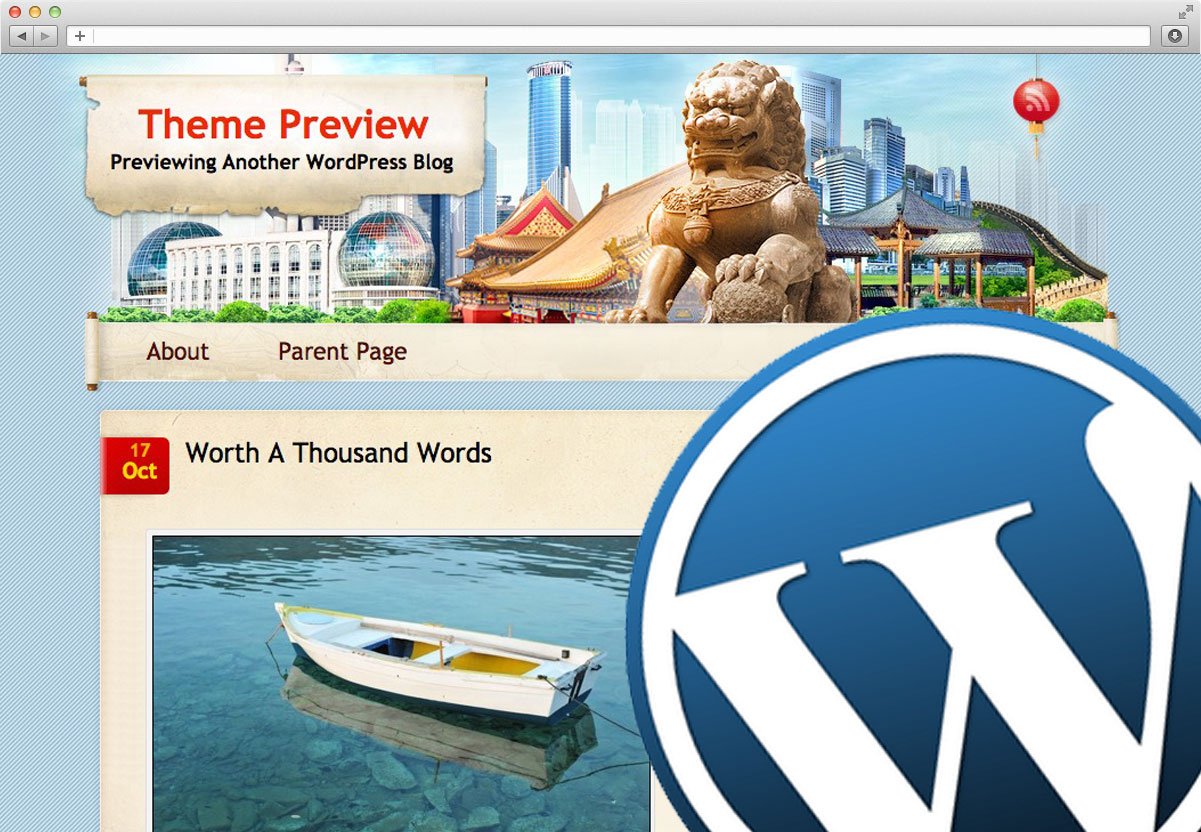 Theme Preview
Previewing Another WordPress Blog
About
Parent Page
17
Oct
Worth A Thousand Words
W